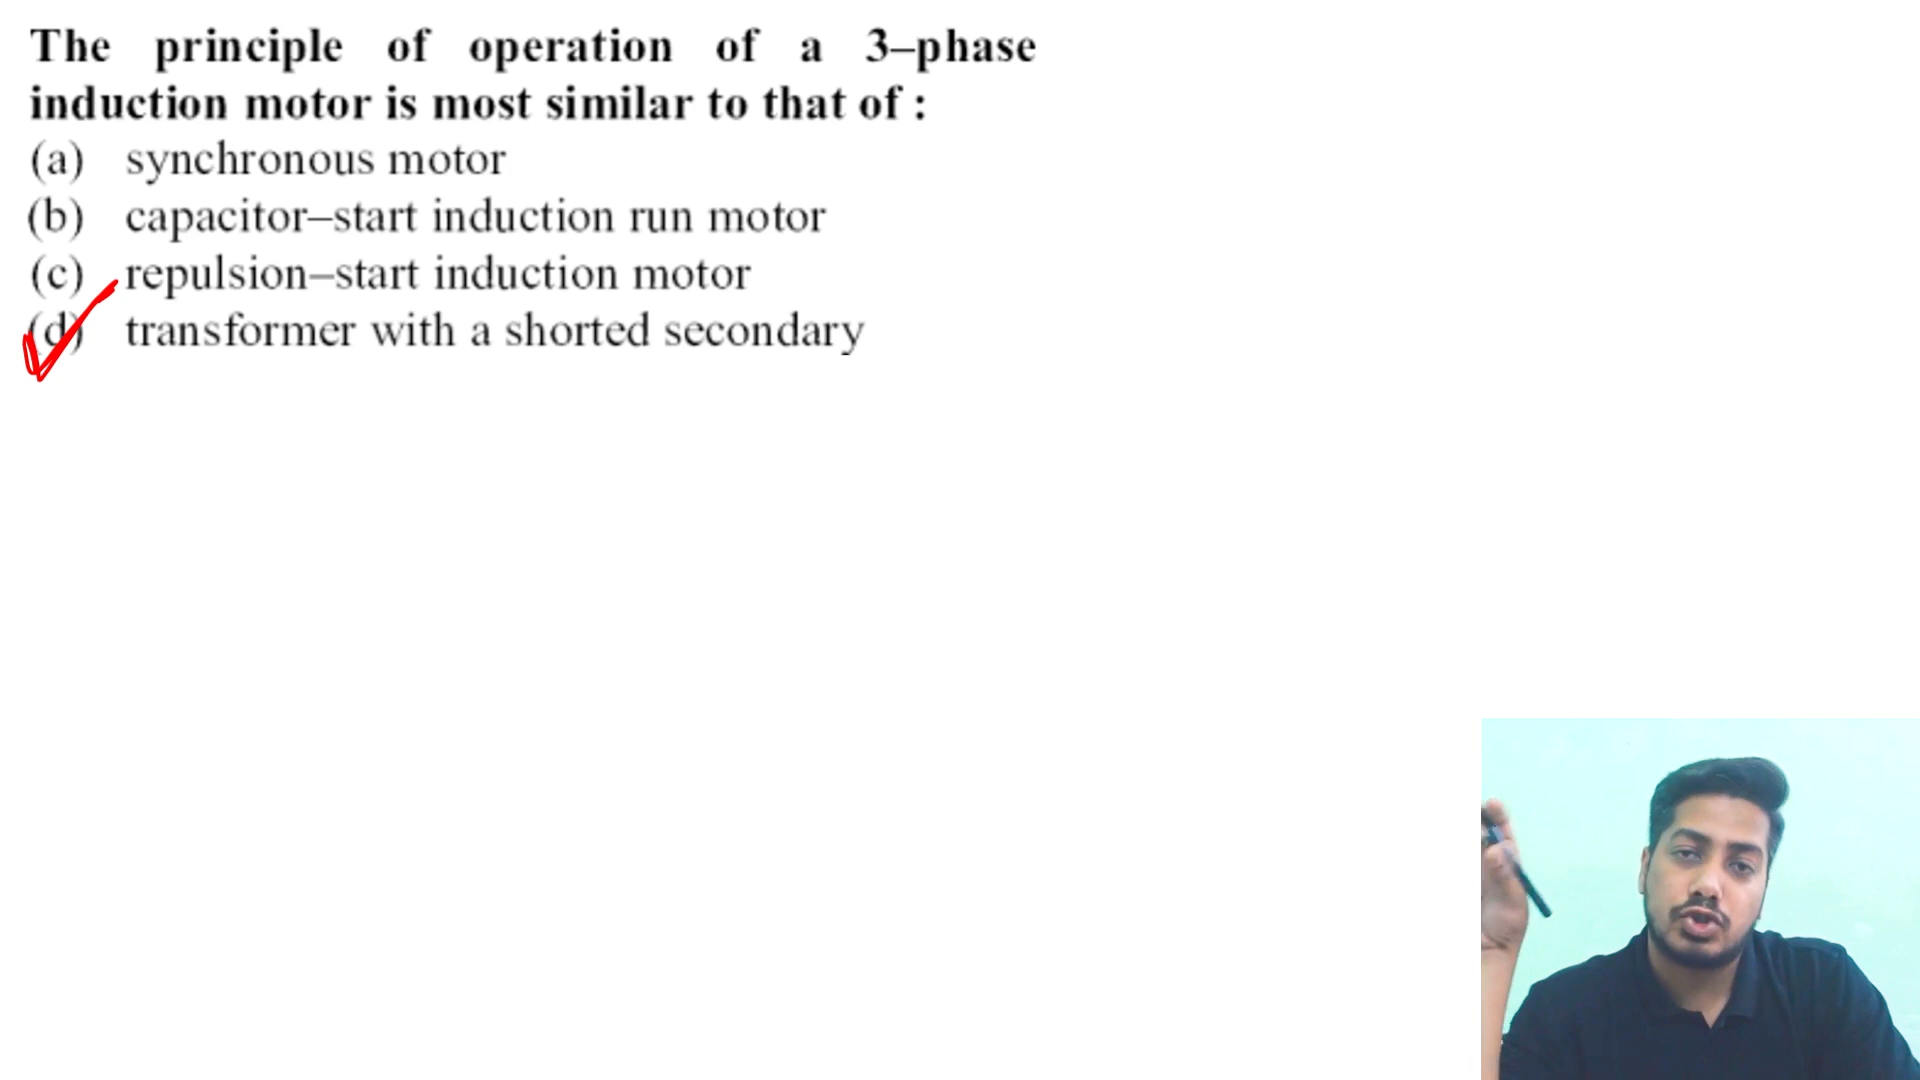 The principle of operation of a 3–phase
induction motor is most similar to that of :
(a) synchronous motor
(b) capacitor–start induction run motor
(c) repulsion–start induction motor
(d) transformer with a shorted secondary